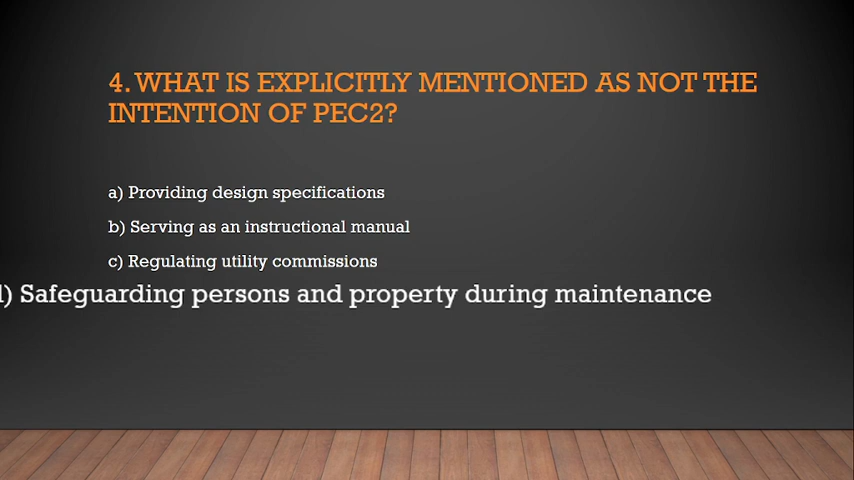 4. WHAT IS EXPLICITLY MENTIONED AS NOT THE
INTENTION OF PEC2?
a) Providing design specifications
b) Serving as an instructional manual
c) Regulating utility commissions
) Safeguarding persons and property during maintenance